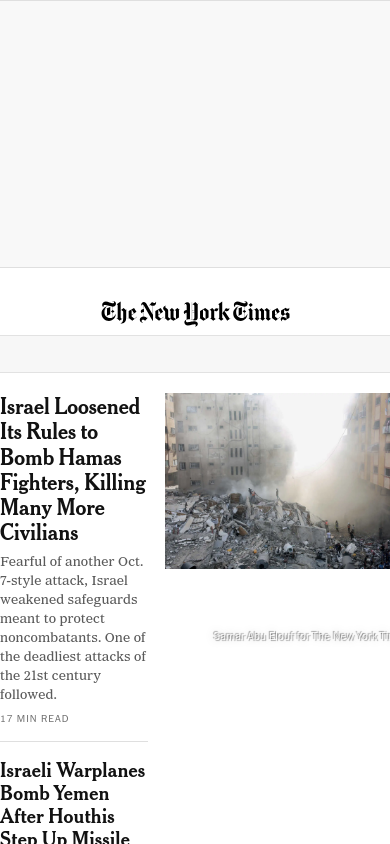 The New York Times
Israel Loosened
Its Rules to
Bomb Hamas
Fighters, Killing
Many More
Civilians
Fearful of another Oct.
7-style attack, Israel
weakened safeguards
meant to protect
noncombatants. One of
the deadliest attacks of
the 21st century
followed.
17 MIN READ
Samar Abu Elouf for The New York
Israeli Warplanes
Bomb Yemen
After Houthis
Step Up Missile